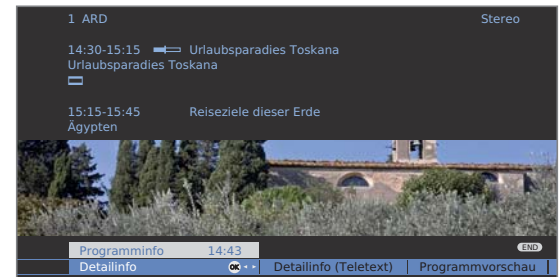 1 ARD Stereo
14:30-15:15 Urlaubsparadies Toskana
Urlaubsparadies Toskana
15:15-15:45 Reiseziele dieser Erde
Ägypten
END
Programminfo 14:43
Detailinfo OK Detailinfo (Teletext) Programmvorschau